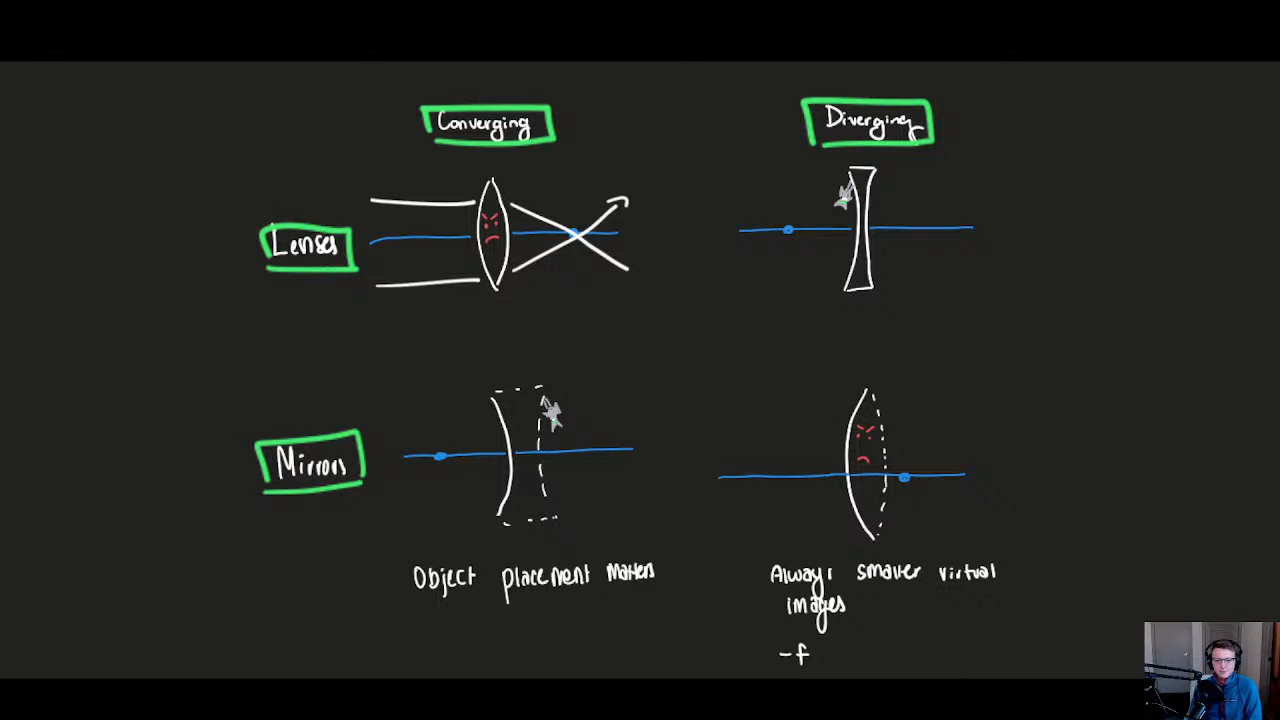 Converging
Diverging
Lenses
Mirrors
Object placement matters
Always smaller virtual
images
-f